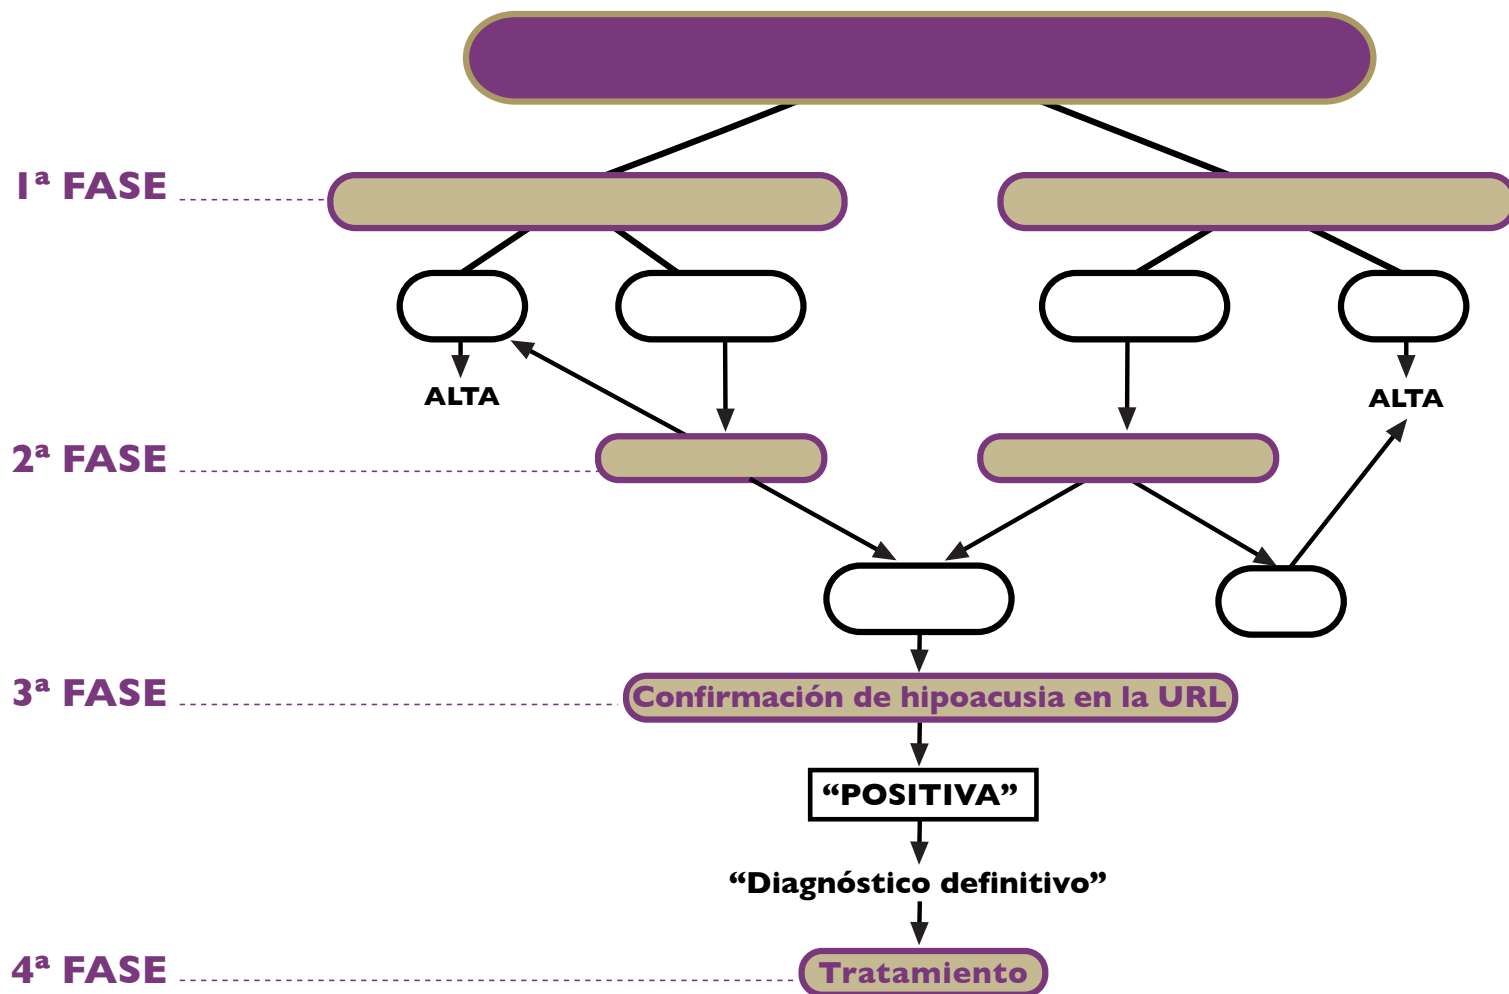 1ª FASE
ALTA
ALTA
2ª FASE
3ª FASE
Confirmación de hipoacusia en la URL
“POSITIVA”
“Diagnóstico definitivo”
4ª FASE
Tratamiento